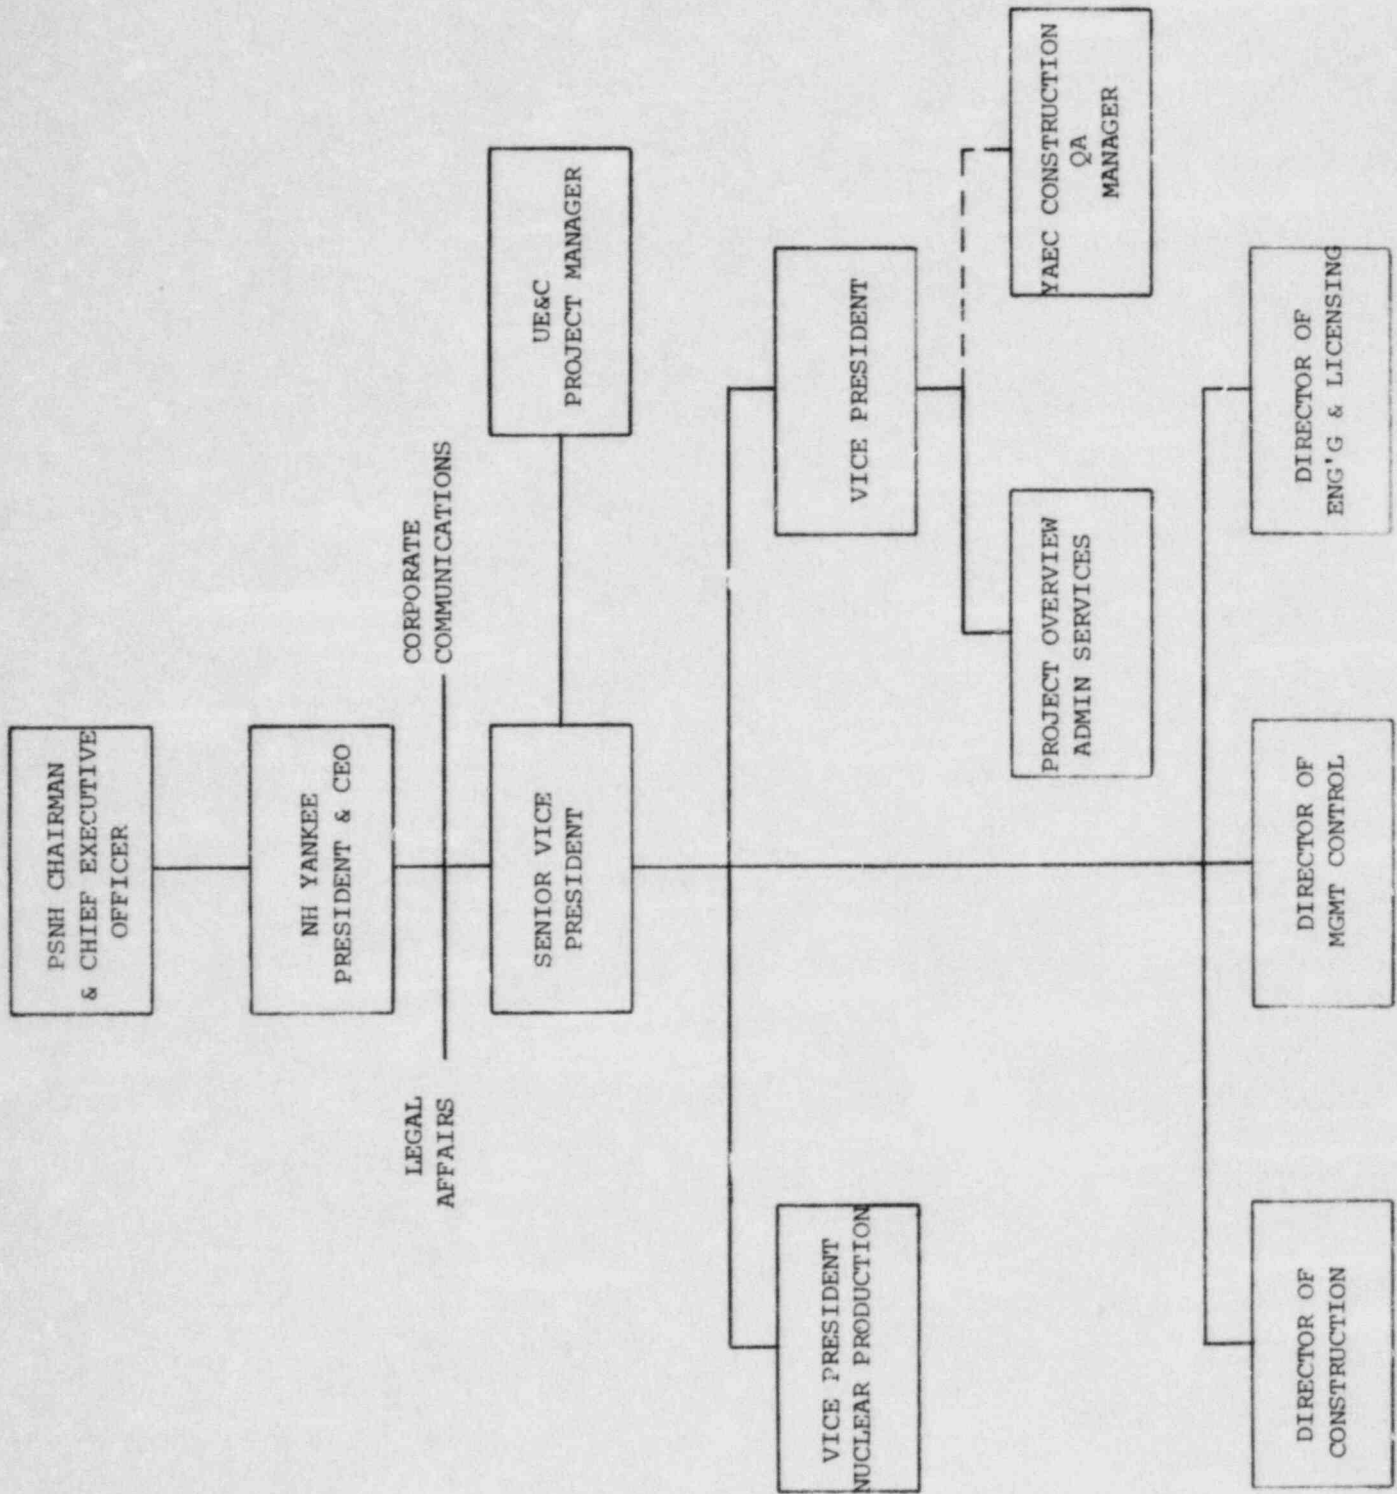 PSNH CHAIRMAN
& CHIEF EXECUTIVE
OFFICER
NH YANKEE
PRESIDENT & CEO
LEGAL
AFFAIRS
CORPORATE
COMMUNICATIONS
SENIOR VICE
PRESIDENT
UE&C
PROJECT MANAGER
VICE PRESIDENT
NUCLEAR PRODUCTION
VICE PRESIDENT
PROJECT OVERVIEW
ADMIN SERVICES
YAEC CONSTRUCTION
QA
MANAGER
DIRECTOR OF
CONSTRUCTION
DIRECTOR OF
MGMT CONTROL
DIRECTOR OF
ENG'G & LICENSING